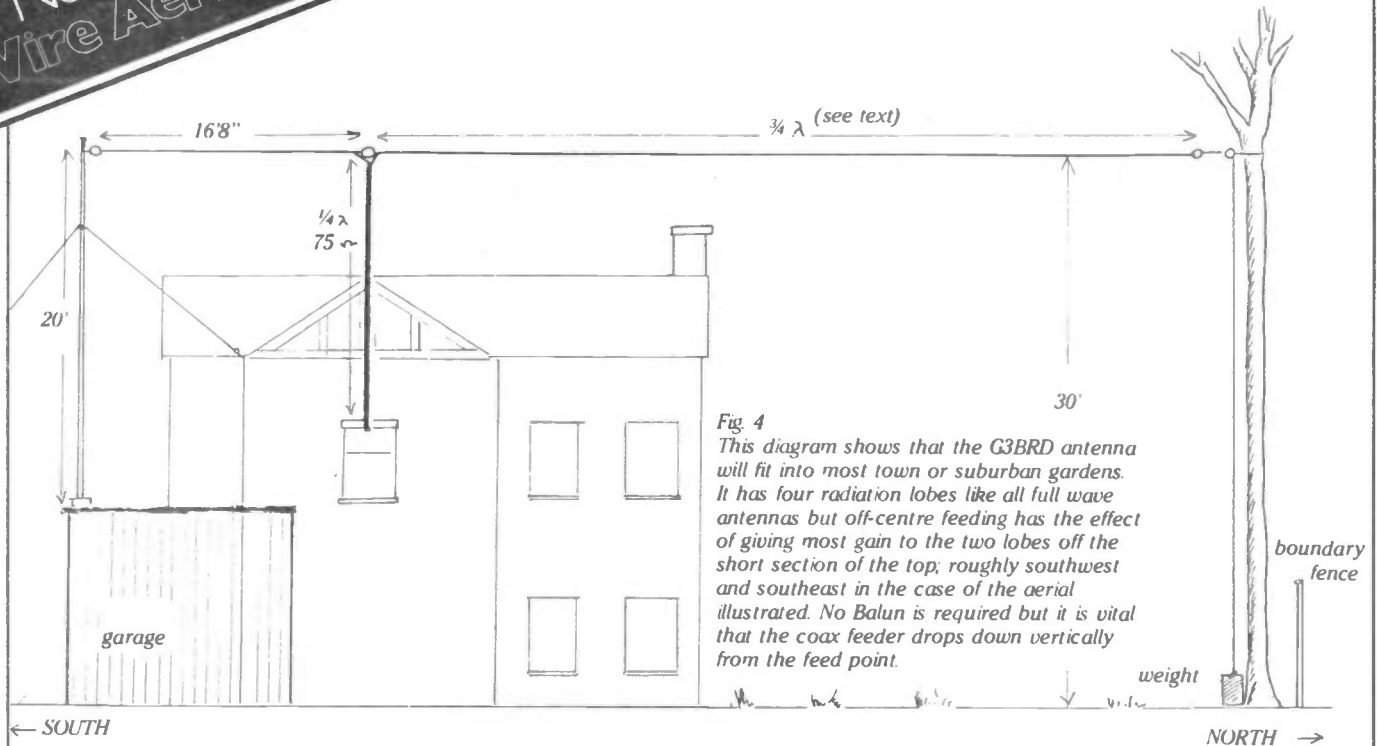 Wire Aer
16'8"
¾ λ (see text)
¼ λ
75
20'
30'
Fig. 4
This diagram shows that the G3BRD antenna
will fit into most town or suburban gardens.
It has four radiation lobes like all full wave
antennas but off-centre feeding has the effect
of giving most gain to the two lobes off the
short section of the top; roughly southwest
and southeast in the case of the aerial
illustrated. No Balun is required but it is vital
that the coax feeder drops down vertically
from the feed point.
garage
boundary
fence
weight
← SOUTH
NORTH →